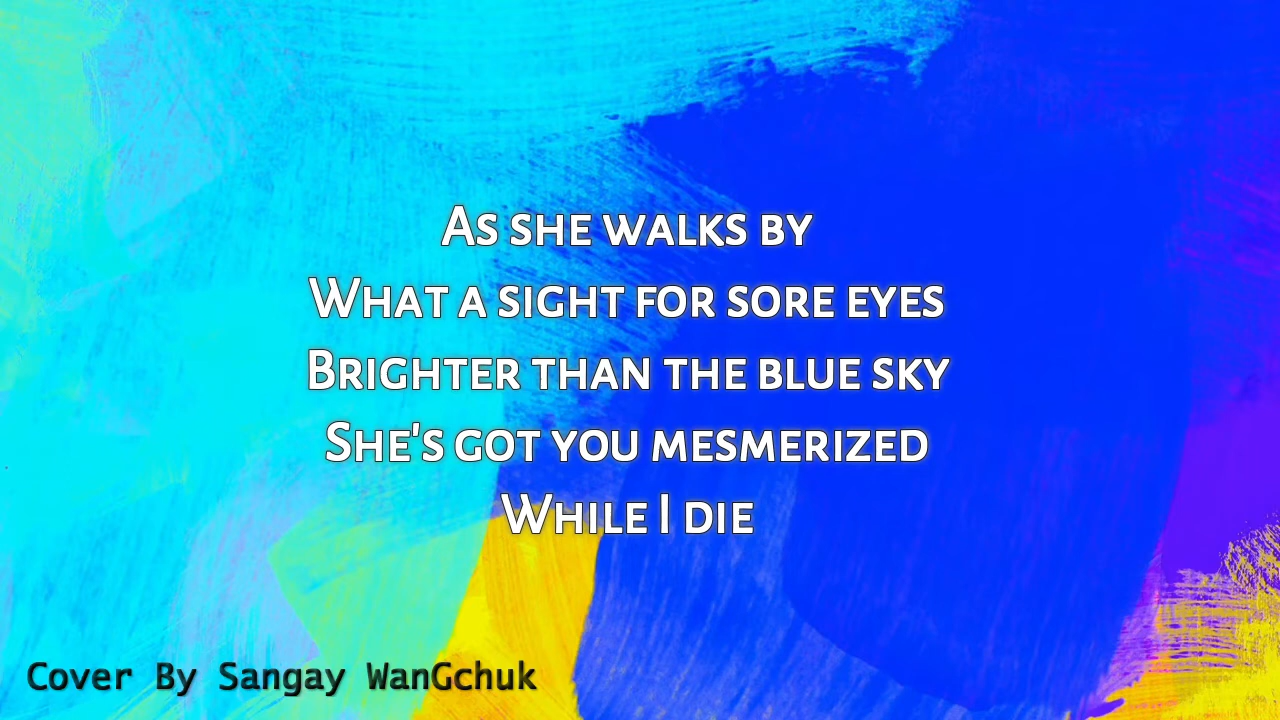 As she walks by
What a sight for sore eyes
Brighter than the blue sky
She's got you mesmerized
While I die
Cover By Sangay WanGchuk